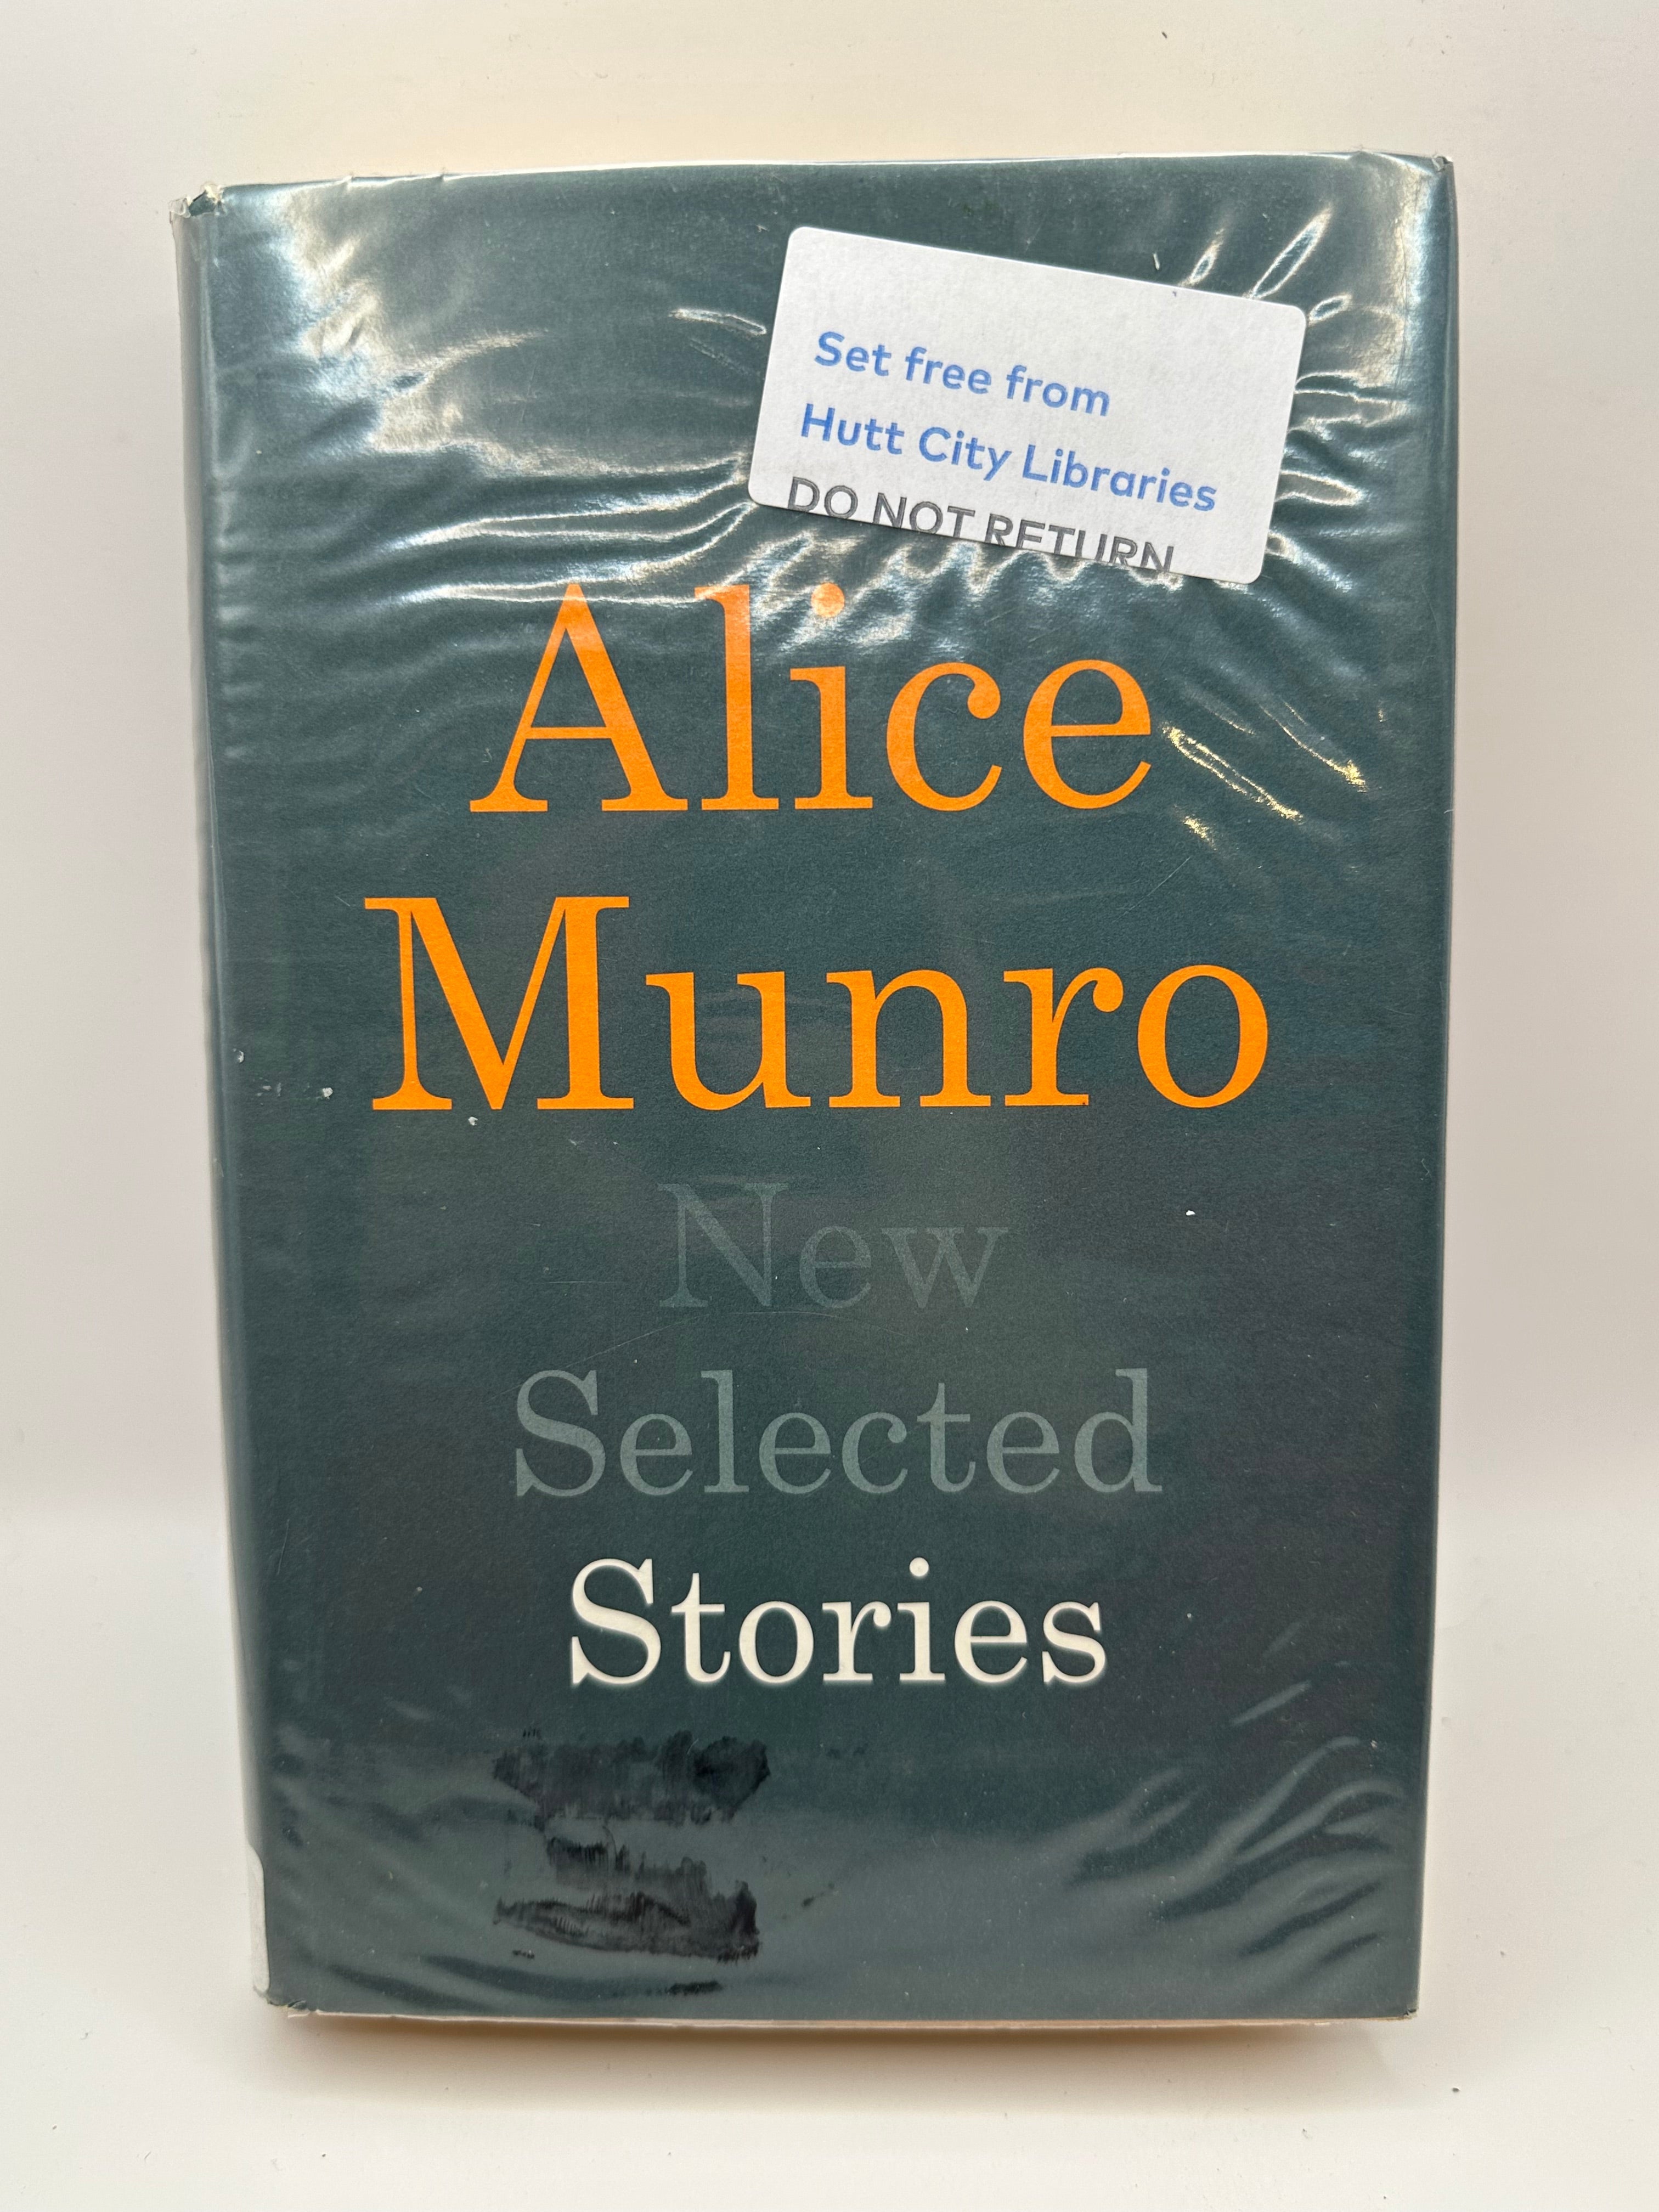 Set free from
Hutt City Libraries
DO NOT RETURN
Alice
Munro
New
Selected
Stories